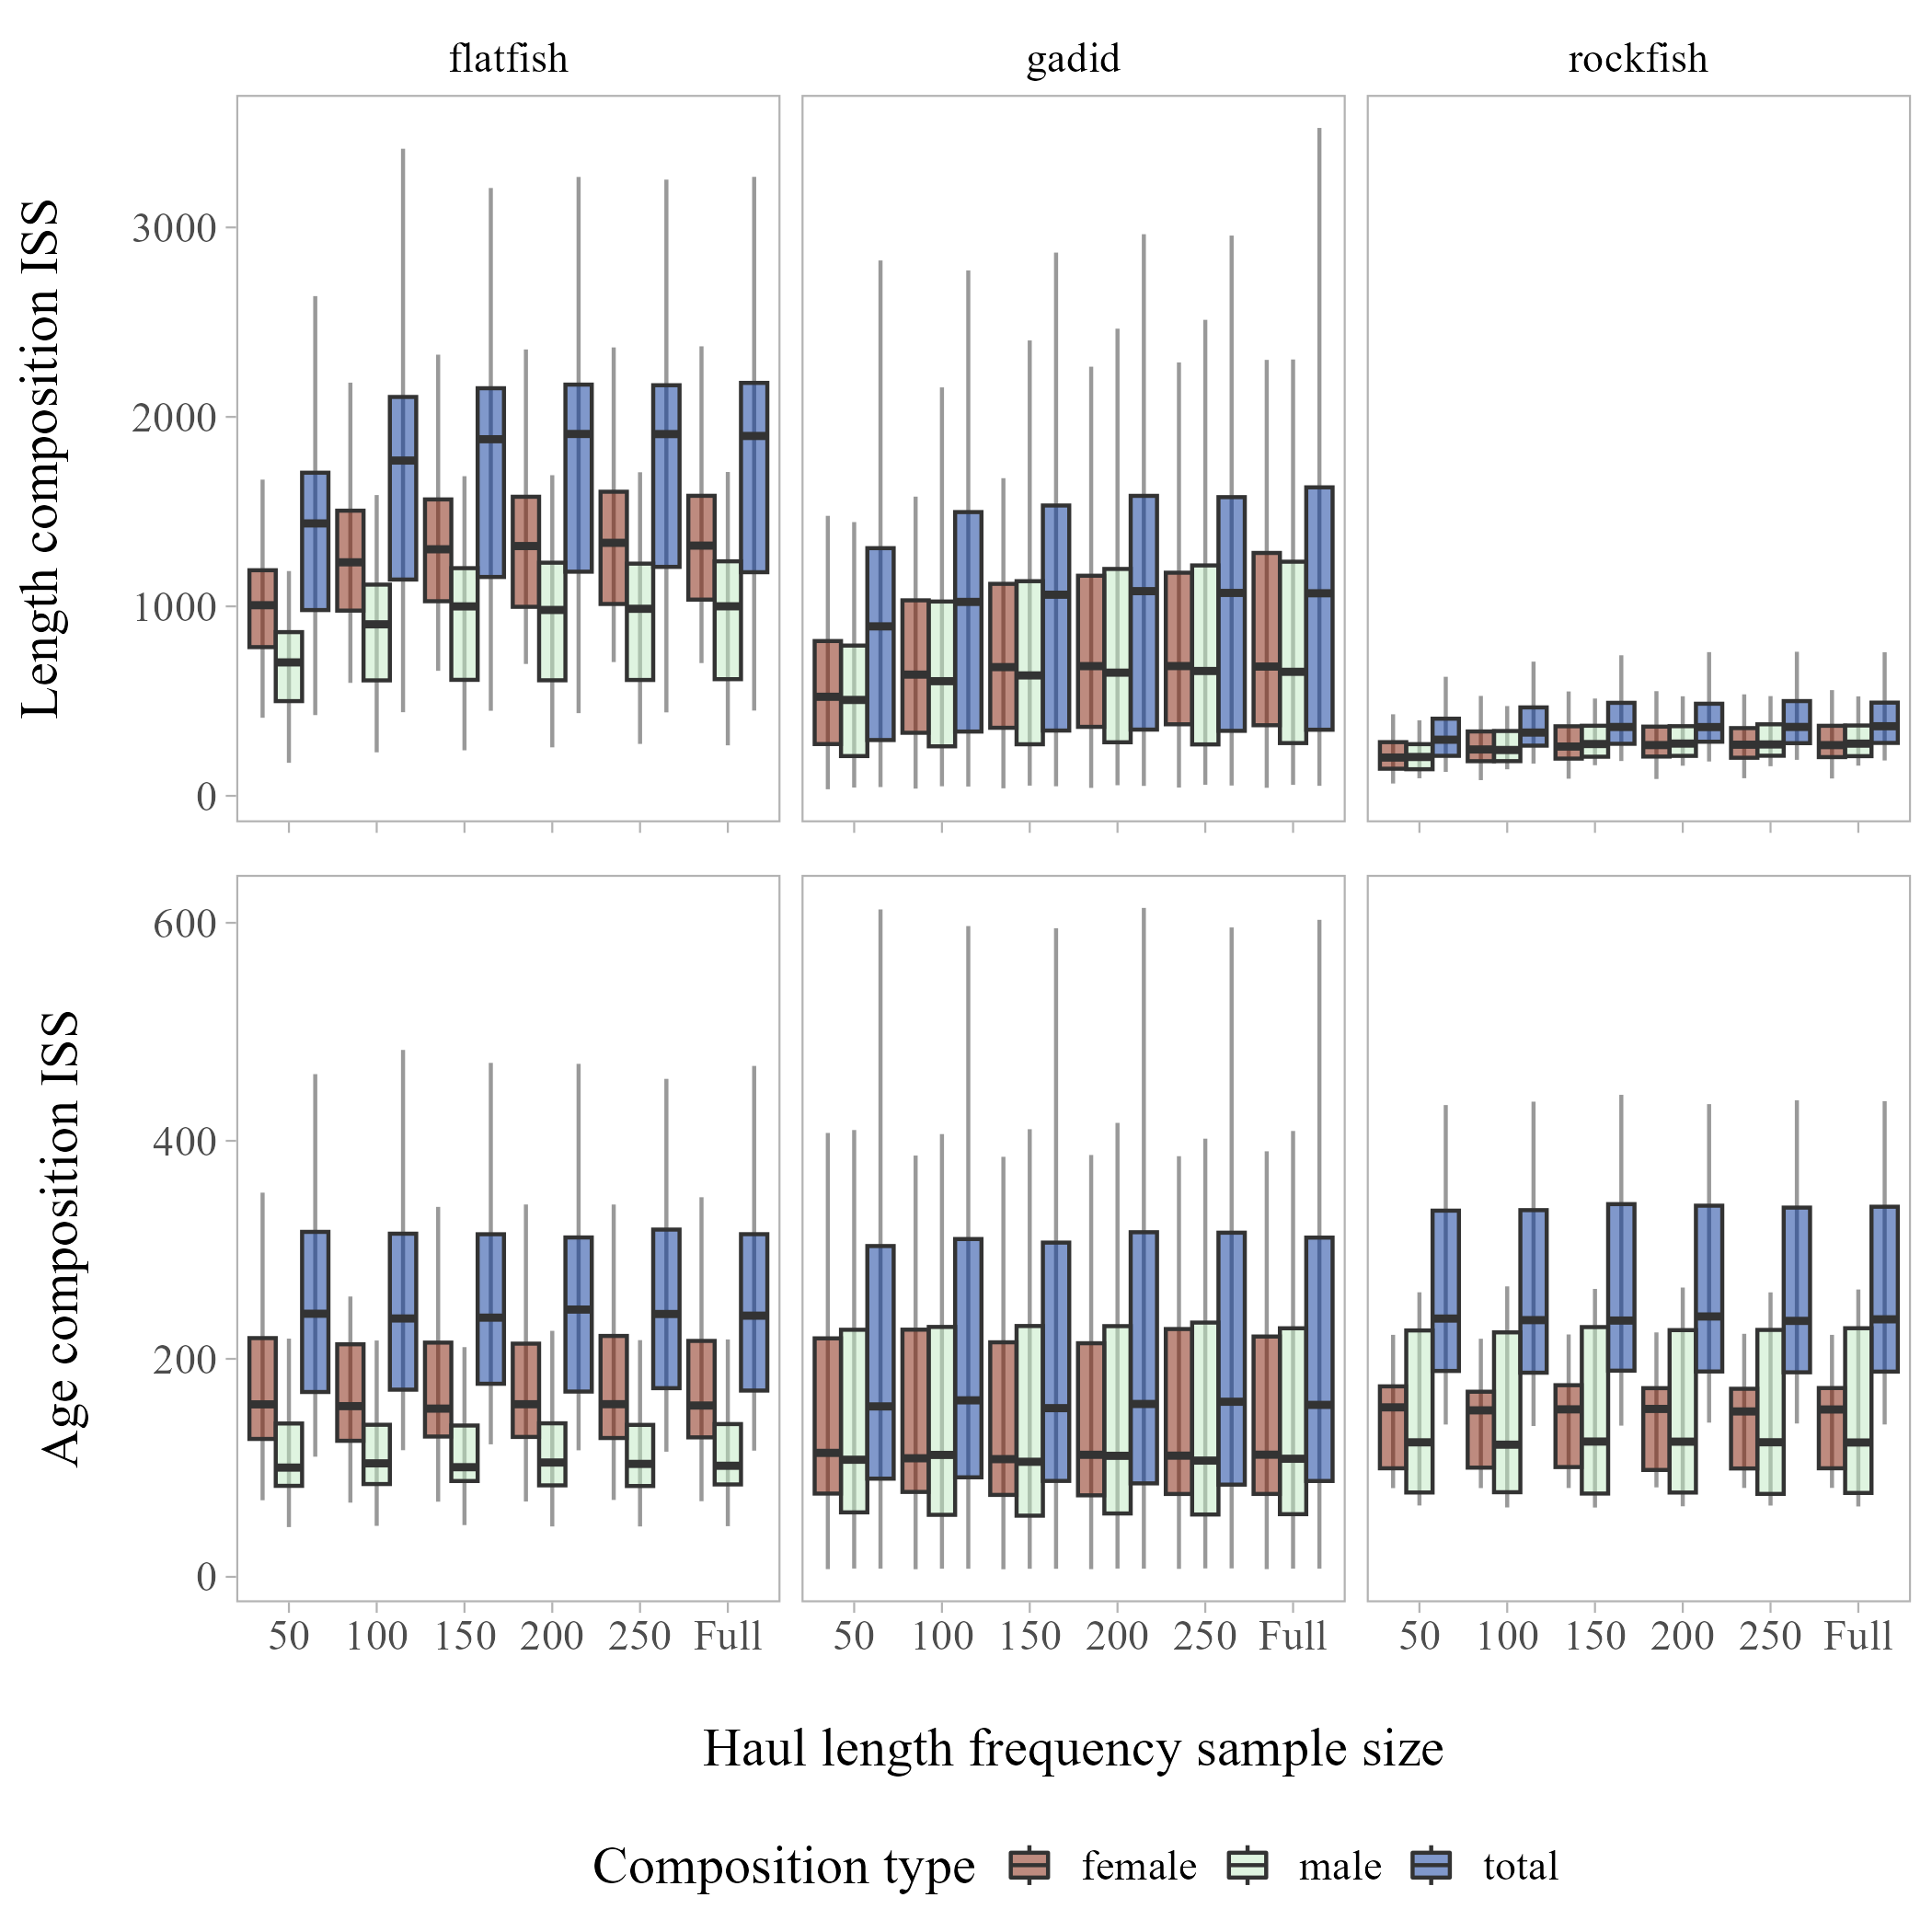 flatfish gadid rockfish
Length composition ISS
3000
2000
1000
0
Age composition ISS
600
400
200
0
50 100 150 200 250 Full 50 100 150 200 250 Full 50 100 150 200 250 Full
Haul length frequency sample size
Composition type female male total